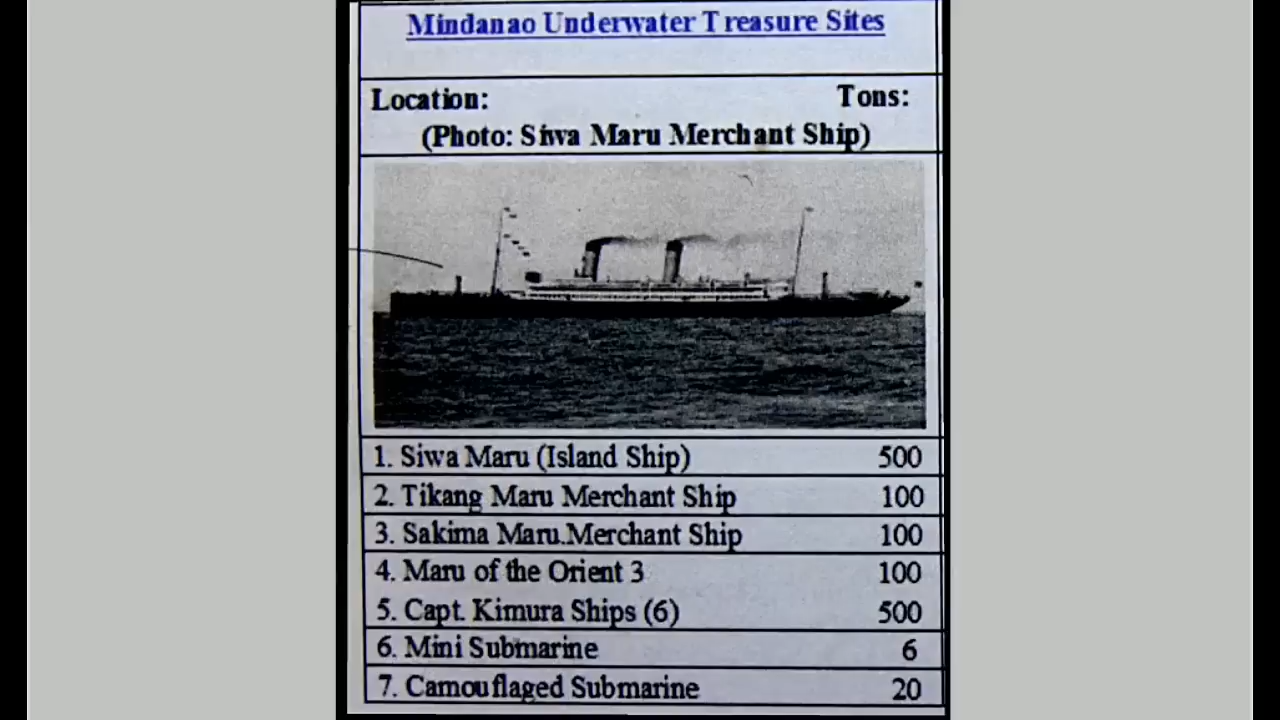 Mindanao Underwater Treasure Sites
Location: Tons:
(Photo: Siwa Maru Merchant Ship)
1. Siwa Maru (Island Ship) 500
2. Tikang Maru Merchant Ship 100
3. Sakima Maru.Merchant Ship 100
4. Maru of the Orient 3 100
5. Capt. Kimura Ships (6) 500
6. Mini Submarine 6
7. Camouflaged Submarine 20